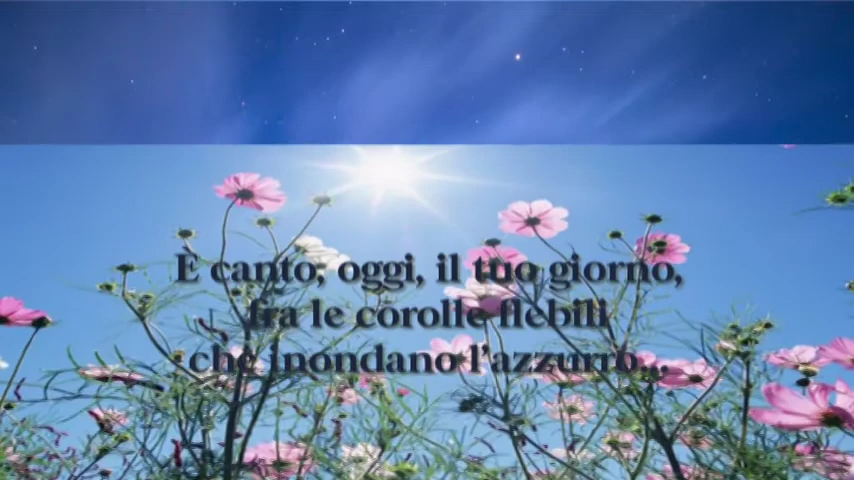 È canto, oggi, il tuo giorno,
fra le corolle flebili
che inondano l'azzurro...